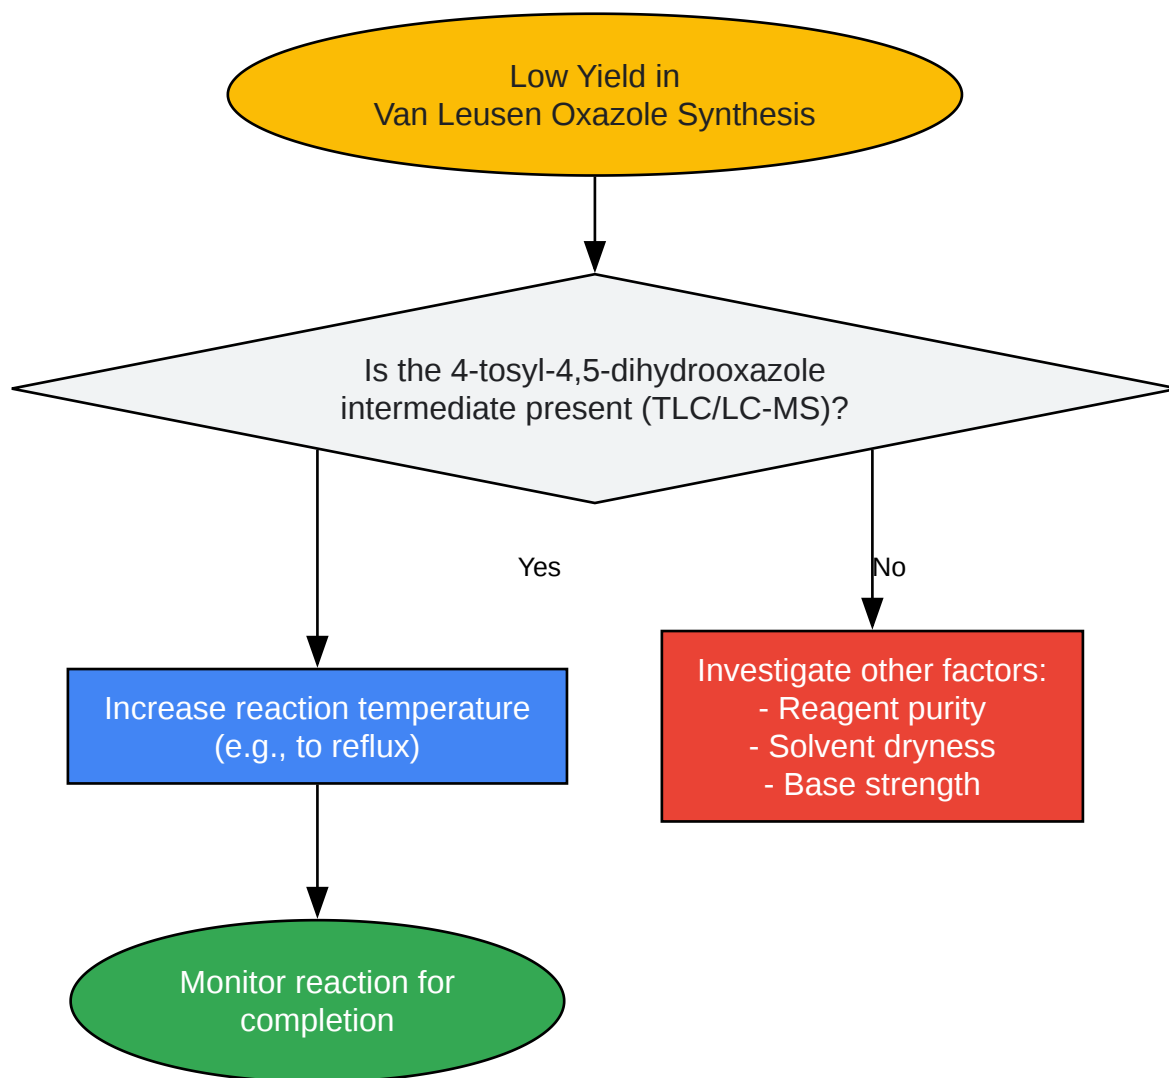 Low Yield in
Van Leusen Oxazole Synthesis
Is the 4-tosyl-4,5-dihydrooxazole
intermediate present (TLC/LC-MS)?
Yes
No
Increase reaction temperature
(e.g., to reflux)
Investigate other factors:
- Reagent purity
- Solvent dryness
- Base strength
Monitor reaction for
completion